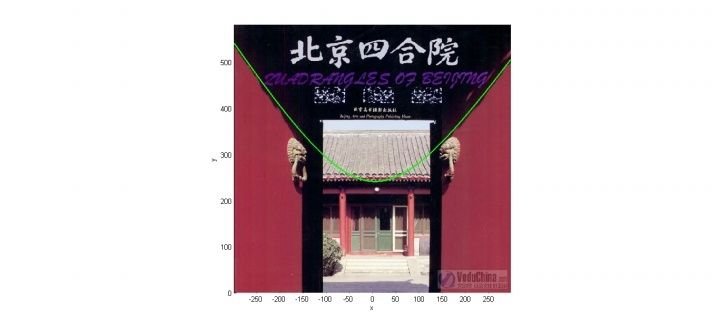 北京四合院
QUADRANGLES OF BEIJING
北京美术摄影出版社
Beijing Arts and Photography Publishing House
500
400
300
200
100
0
y
-250 -200 -150 -100 -50 0 50 100 150 200 250
x
VeduChina